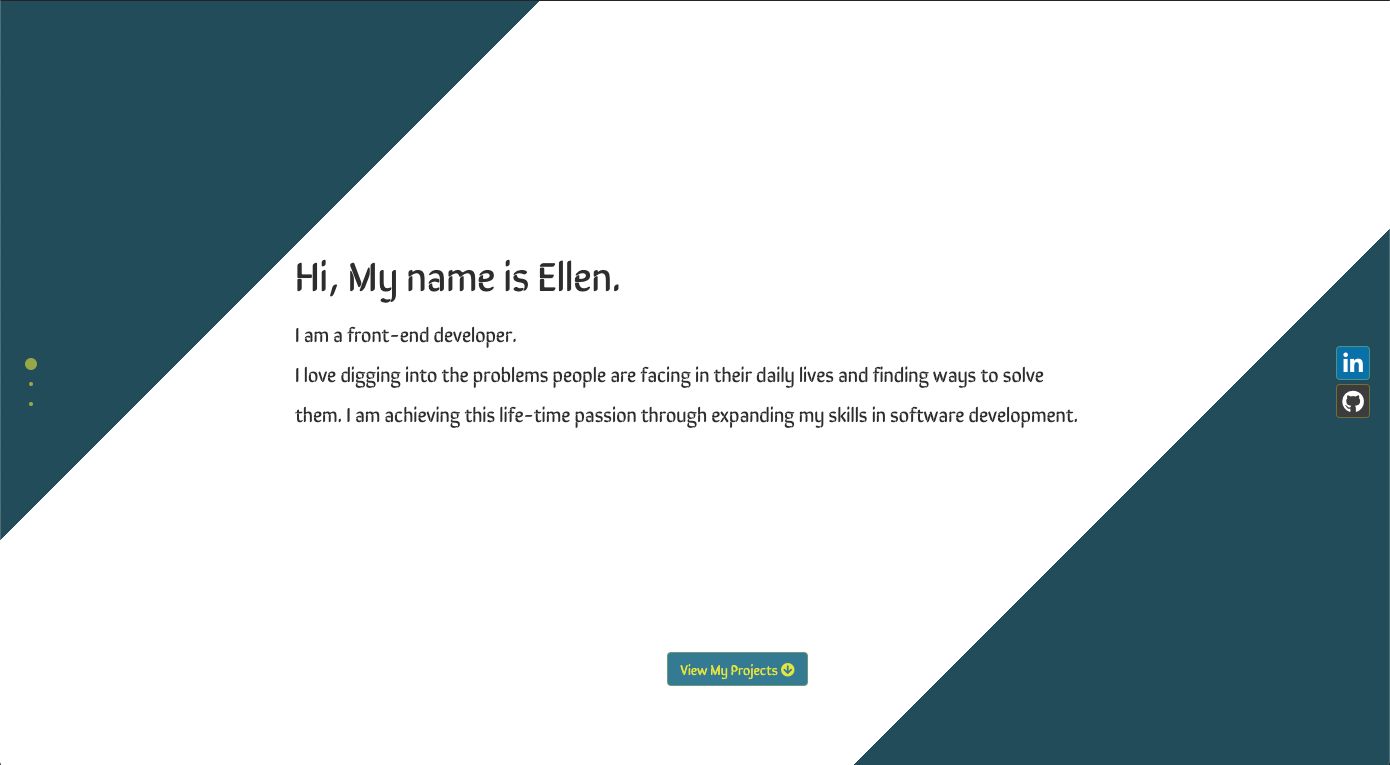 Hi, My name is Ellen.
I am a front-end developer.
I love digging into the problems people are facing in their daily lives and finding ways to solve
them. I am achieving this life-time passion through expanding my skills in software development.
in
View My Projects